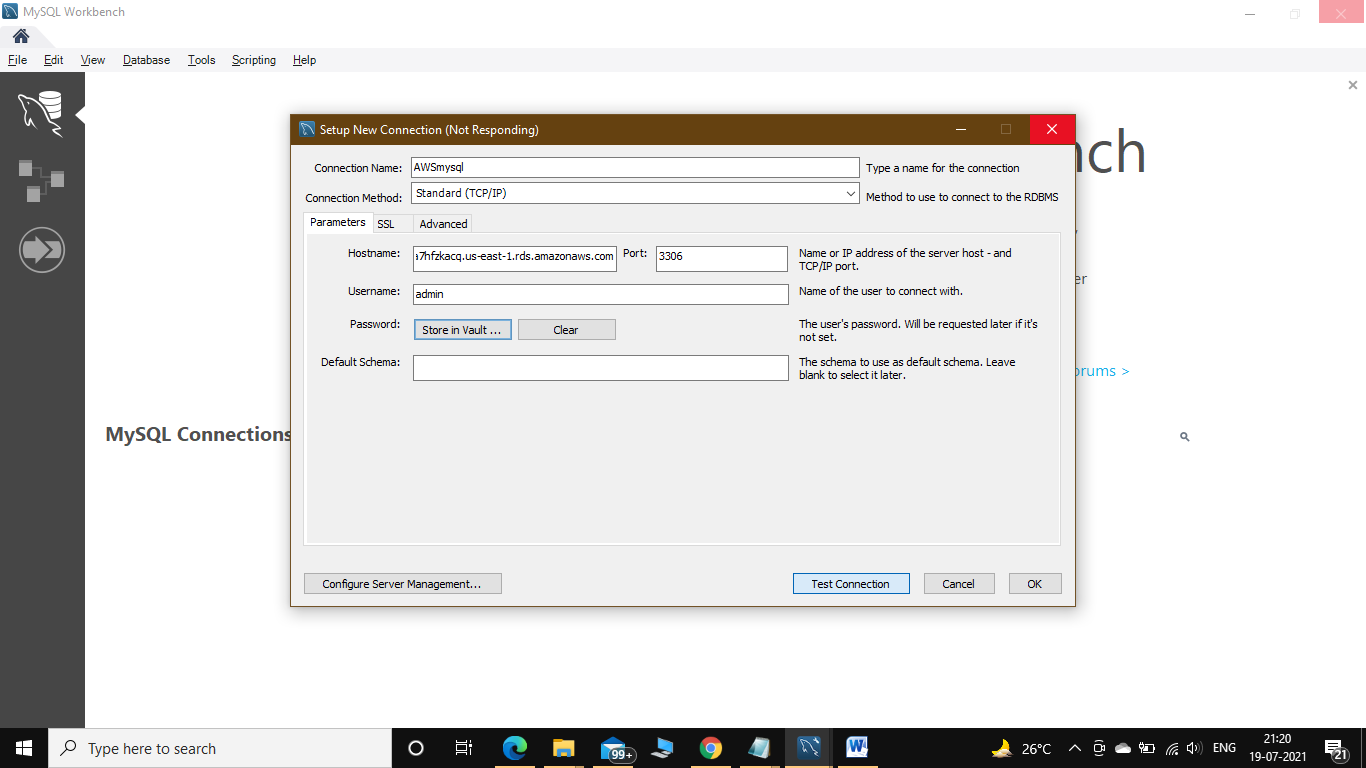 MySQL Workbench
File Edit View Database Tools Scripting Help
nch
er
orums >
MySQL Connections
Setup New Connection (Not Responding)
Connection Name: AWSmysql Type a name for the connection
Connection Method: Standard (TCP/IP) Method to use to connect to the RDBMS
Parameters SSL Advanced
Hostname: a7hfzkacq.us-east-1.rds.amazonaws.com Port: 3306 Name or IP address of the server host - and
TCP/IP port.
Username: admin Name of the user to connect with.
Password: Store in Vault ... Clear The user's password. Will be requested later if it's
not set.
Default Schema: The schema to use as default schema. Leave
blank to select it later.
Configure Server Management... Test Connection Cancel OK
Type here to search
99+
W
26°C
ENG
21:20
19-07-2021
21